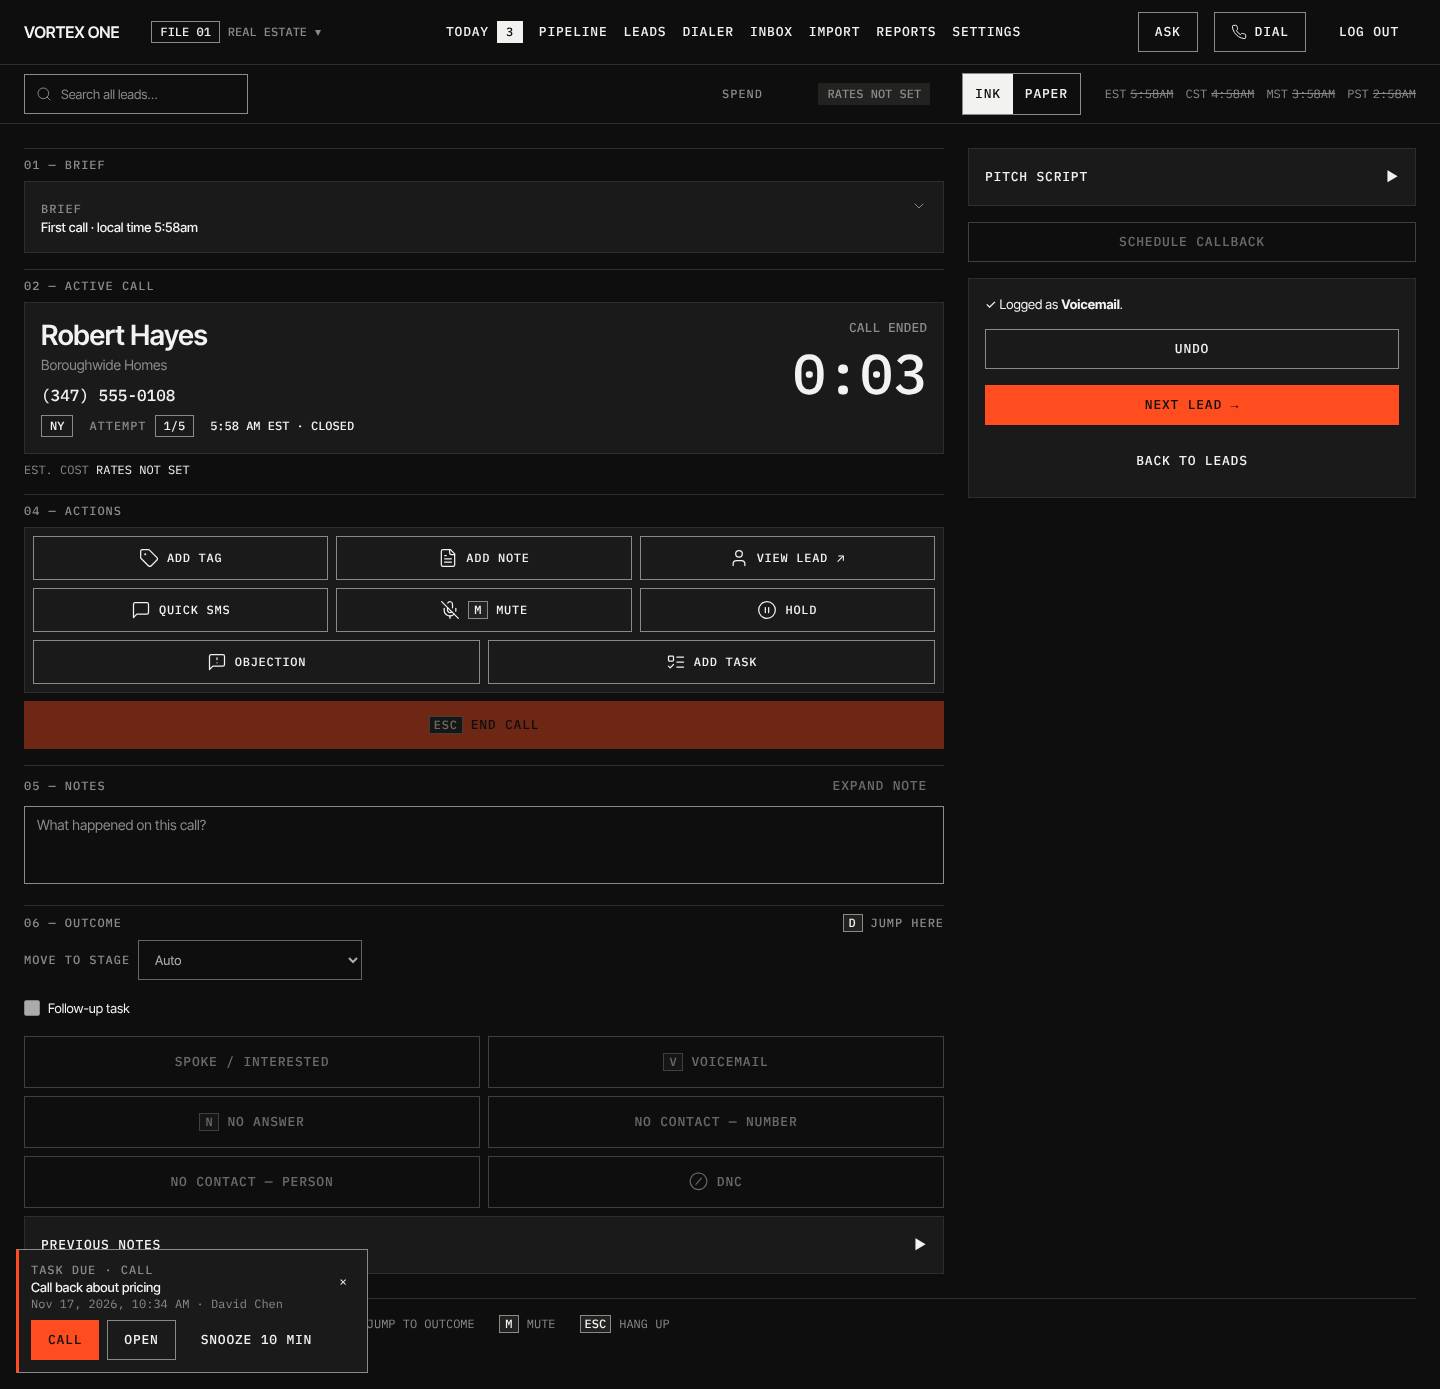 VORTEX ONE
FILE 01 REAL ESTATE ▾
TODAY 3 PIPELINE LEADS DIALER INBOX IMPORT REPORTS SETTINGS
ASK DIAL LOG OUT
Search all leads...
SPEND RATES NOT SET
INK PAPER
EST 5:58AM CST 4:58AM MST 3:58AM PST 2:58AM
01 — BRIEF
BRIEF
First call · local time 5:58am
02 — ACTIVE CALL
Robert Hayes
Boroughwide Homes
(347) 555-0108
NY ATTEMPT 1/5 5:58 AM EST · CLOSED
CALL ENDED
0:03
EST. COST RATES NOT SET
04 — ACTIONS
ADD TAG
ADD NOTE
VIEW LEAD ↗
QUICK SMS
M MUTE
HOLD
OBJECTION
ADD TASK
ESC END CALL
05 — NOTES
EXPAND NOTE
What happened on this call?
06 — OUTCOME
D JUMP HERE
MOVE TO STAGE Auto
Follow-up task
SPOKE / INTERESTED
V VOICEMAIL
N NO ANSWER
NO CONTACT — NUMBER
NO CONTACT — PERSON
DNC
PREVIOUS NOTES
JUMP TO OUTCOME M MUTE ESC HANG UP
PITCH SCRIPT
SCHEDULE CALLBACK
✓ Logged as Voicemail.
UNDO
NEXT LEAD →
BACK TO LEADS
TASK DUE · CALL
×
Call back about pricing
Nov 17, 2026, 10:34 AM · David Chen
CALL OPEN SNOOZE 10 MIN